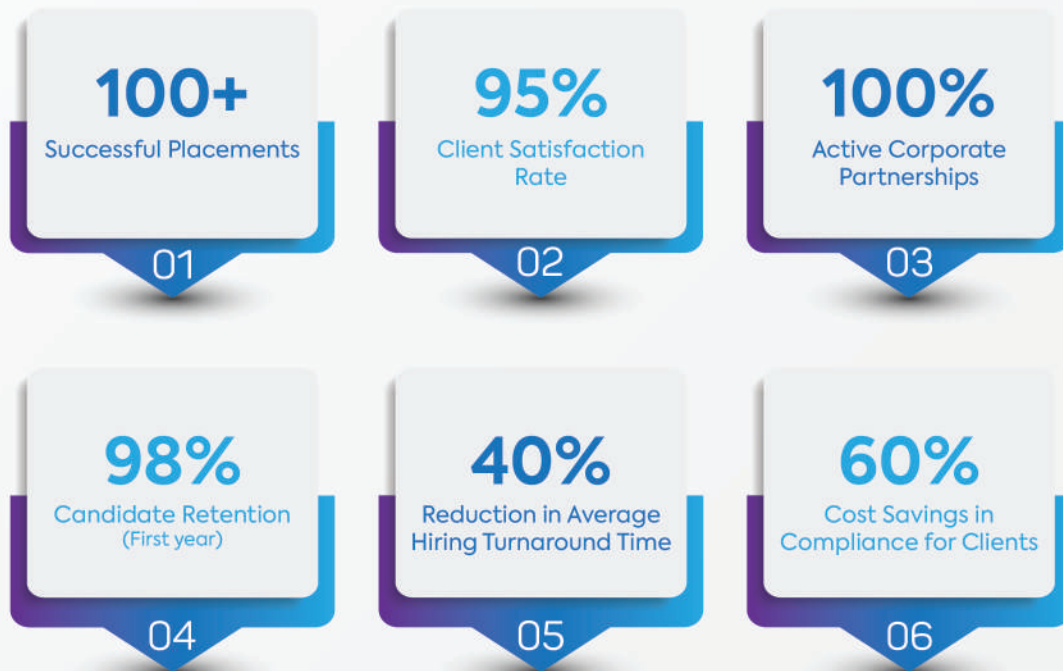 100+
Successful Placements
01
95%
Client Satisfaction
Rate
02
100%
Active Corporate
Partnerships
03
98%
Candidate Retention
(First year)
04
40%
Reduction in Average
Hiring Turnaround Time
05
60%
Cost Savings in
Compliance for Clients
06